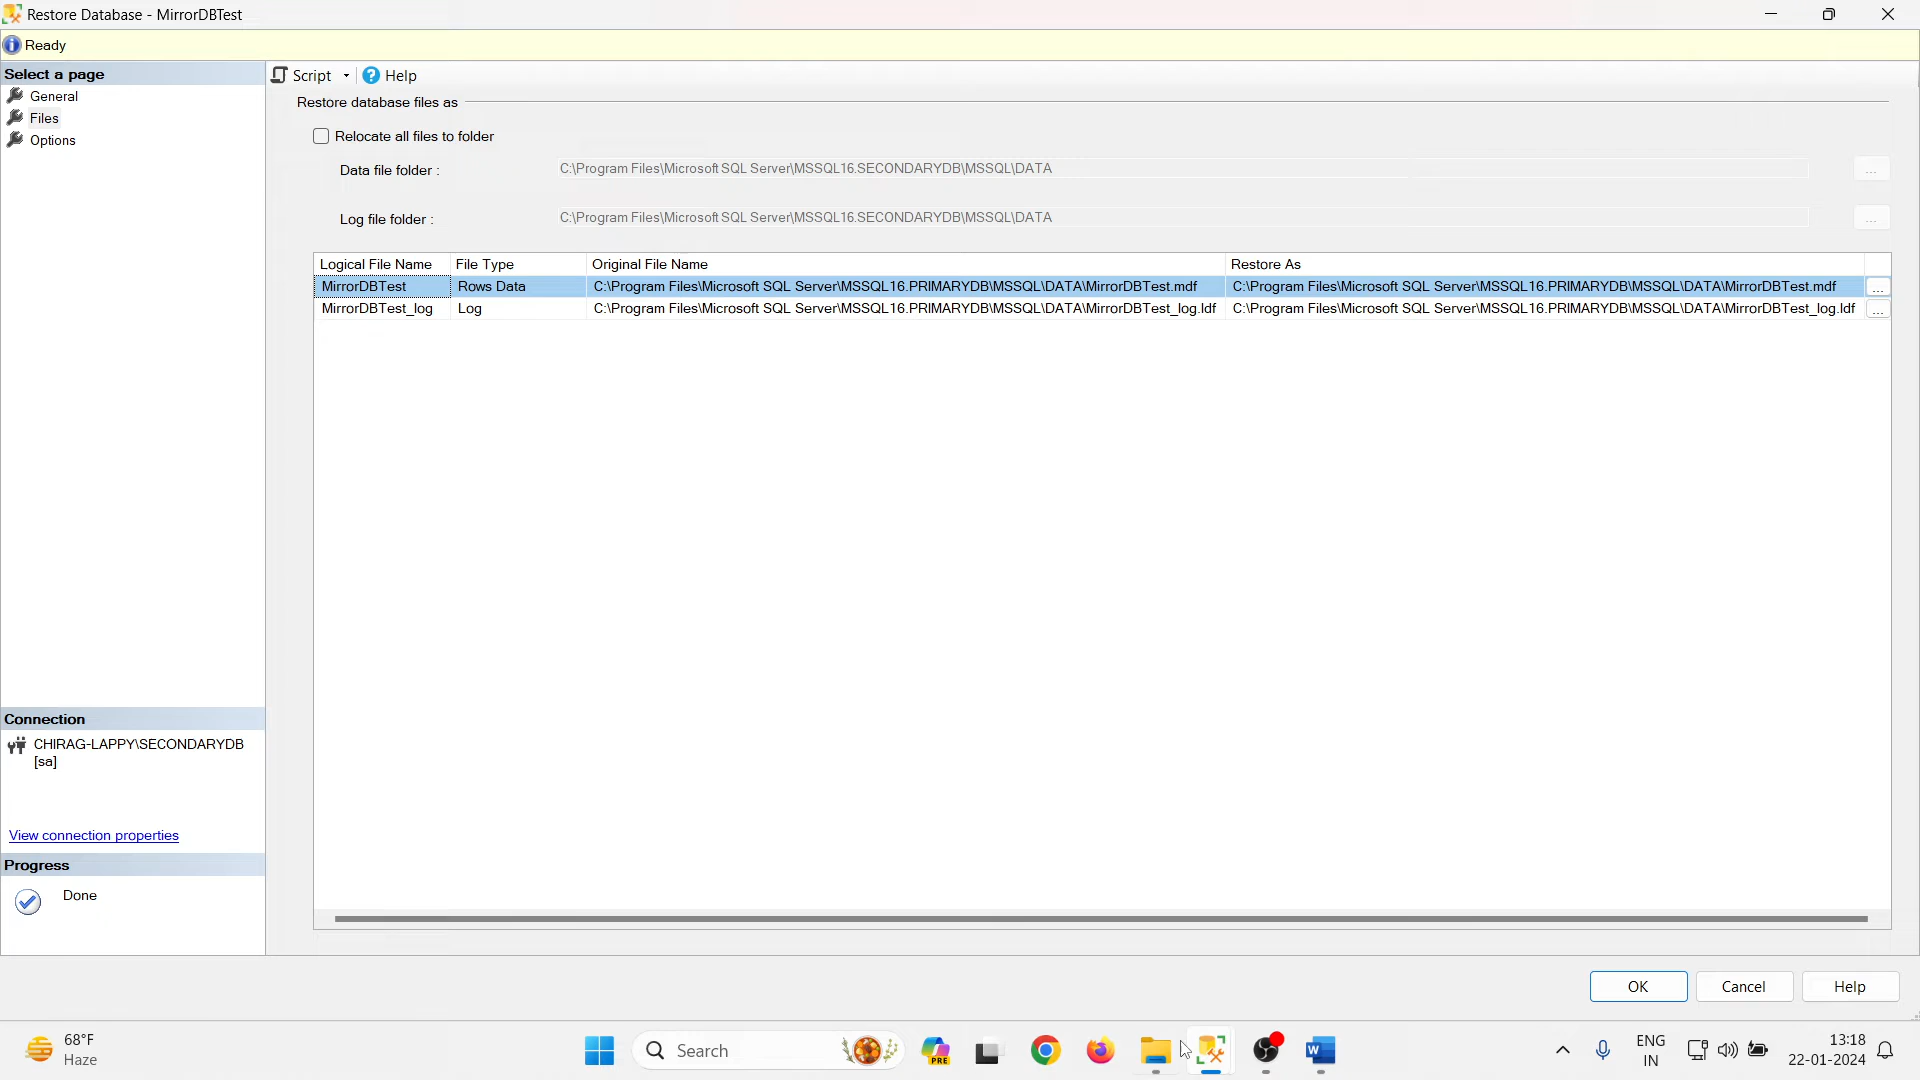 Restore Database - MirrorDBTest
Ready
Select a page
General
Files
Options
Script
Help
Restore database files as
Relocate all files to folder
Data file folder :
C:\Program Files\Microsoft SQL Server\MSSQL16.SECONDARYDB\MSSQL\DATA
...
Log file folder :
C:\Program Files\Microsoft SQL Server\MSSQL16.SECONDARYDB\MSSQL\DATA
...
Logical File Name File Type Original File Name Restore As
MirrorDBTest Rows Data C:\Program Files\Microsoft SQL Server\MSSQL16.PRIMARYDB\MSSQL\DATA\MirrorDBTest.mdf C:\Program Files\Microsoft SQL Server\MSSQL16.PRIMARYDB\MSSQL\DATA\MirrorDBTest.mdf ...
MirrorDBTest_log Log C:\Program Files\Microsoft SQL Server\MSSQL16.PRIMARYDB\MSSQL\DATA\MirrorDBTest_log.ldf C:\Program Files\Microsoft SQL Server\MSSQL16.PRIMARYDB\MSSQL\DATA\MirrorDBTest_log.ldf ...
Connection
CHIRAG-LAPPY\SECONDARYDB
[sa]
View connection properties
Progress
Done
OK Cancel Help
68°F
Haze
Search
PRE
ENG
IN
13:18
22-01-2024